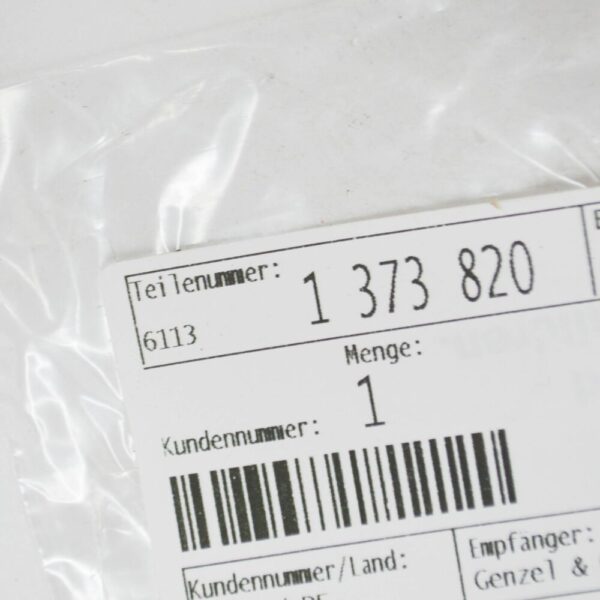 Teilenummer: 1 373 820
6113
Menge:
1
Kundennummer:
Kundennummer/Land:
Empfänger:
Genzel &